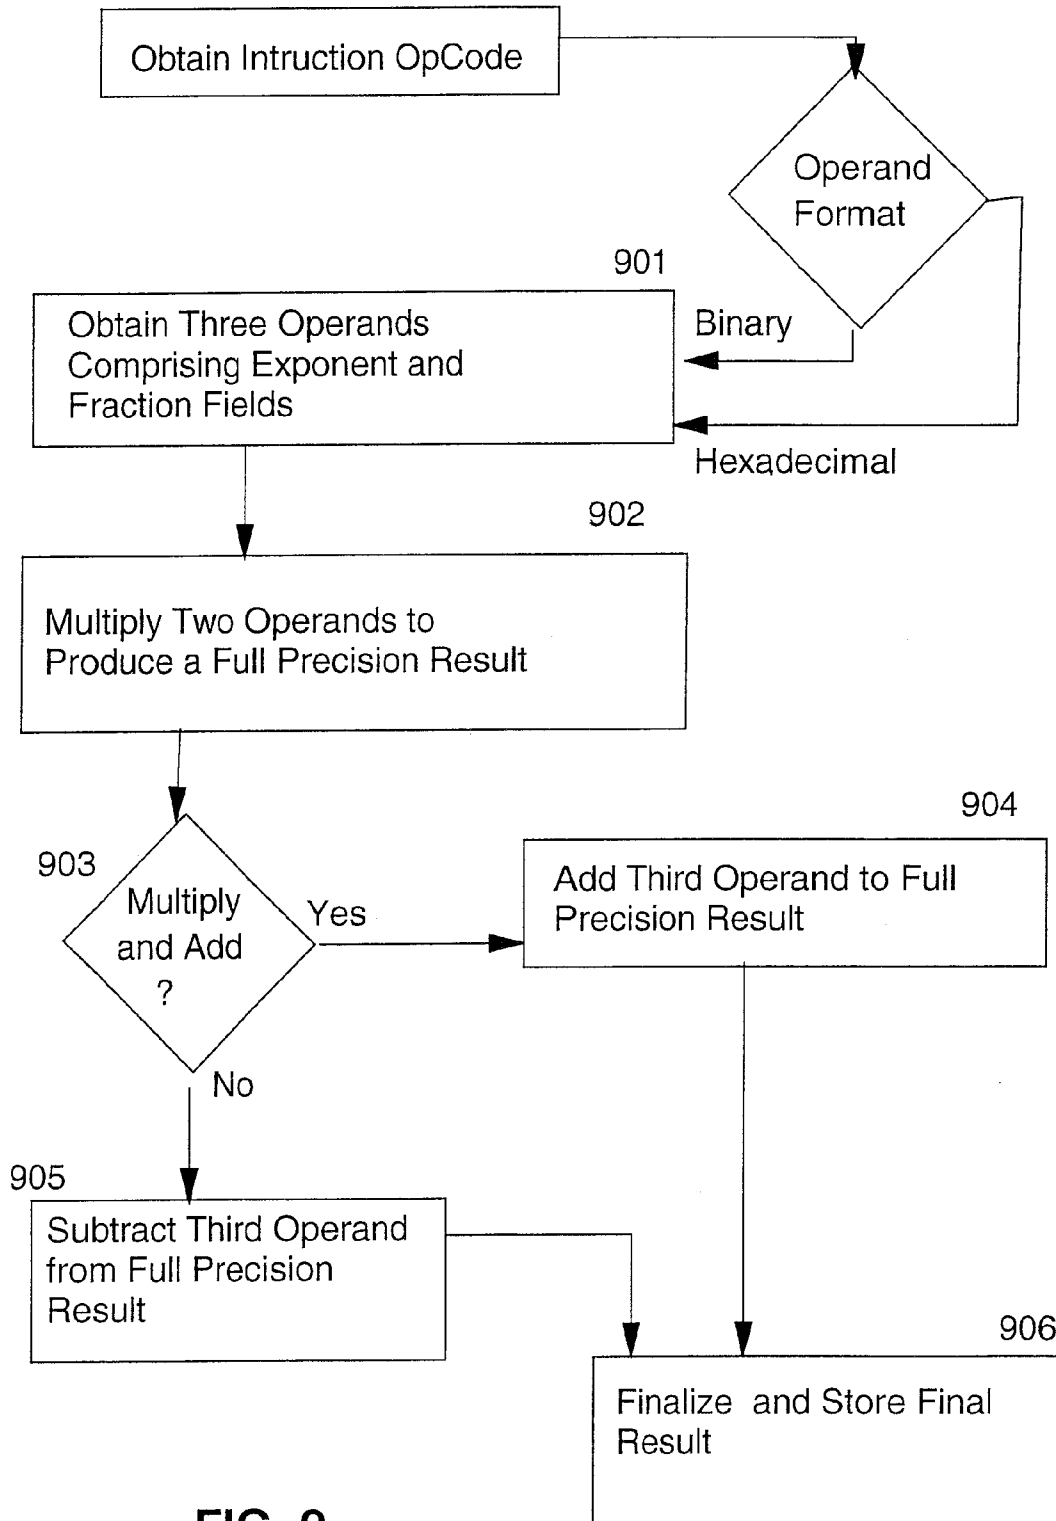 Obtain Intruction OpCode
Operand
Format
901
Obtain Three Operands
Comprising Exponent and
Fraction Fields
Binary
Hexadecimal
902
Multiply Two Operands to
Produce a Full Precision Result
903
Multiply
and Add
?
Yes
904
Add Third Operand to Full
Precision Result
No
905
Subtract Third Operand
from Full Precision
Result
906
Finalize and Store Final
Result
FIG. 9